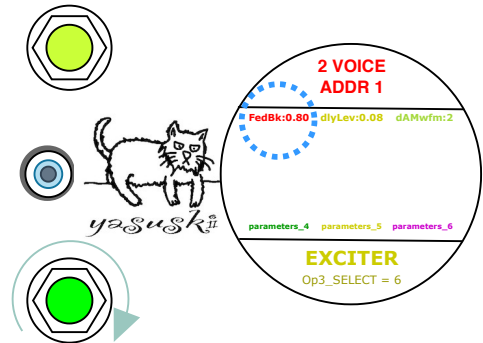 2 VOICE
ADDR 1
FedBk:0.80 dlyLev:0.08 dAMwfm:2
yasuski
parameters_4 parameters_5 parameters_6
EXCITER
Op3_SELECT = 6